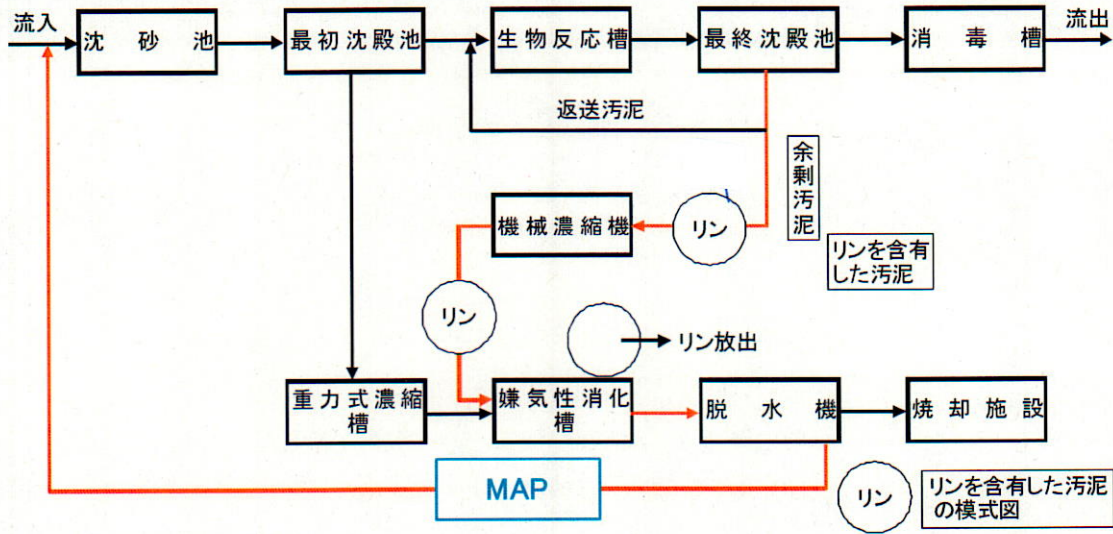 流入
沈砂池
最初沈殿池
生物反応槽
最終沈殿池
消毒槽
流出
返送汚泥
余剰汚泥
機械濃縮機
リン
リンを含有
した汚泥
リン
リン放出
重力式濃縮
槽
嫌気性消化
槽
脱水機
焼却施設
MAP
リン
リンを含有した汚泥
の模式図